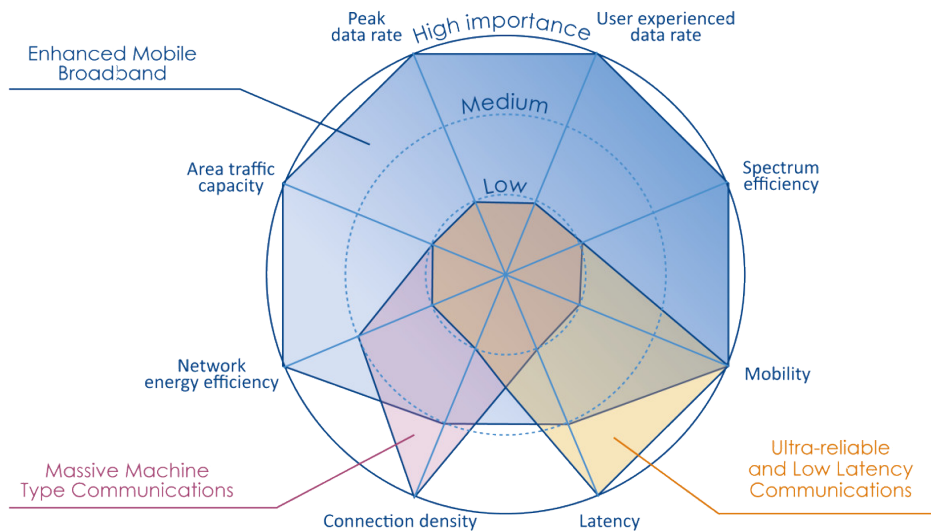 Peak
data rate
High importance
User experienced
data rate
Enhanced Mobile
Broadband
Medium
Area traffic
capacity
Low
Spectrum
efficiency
Network
energy efficiency
Mobility
Massive Machine
Type Communications
Ultra-reliable
and Low Latency
Communications
Connection density
Latency